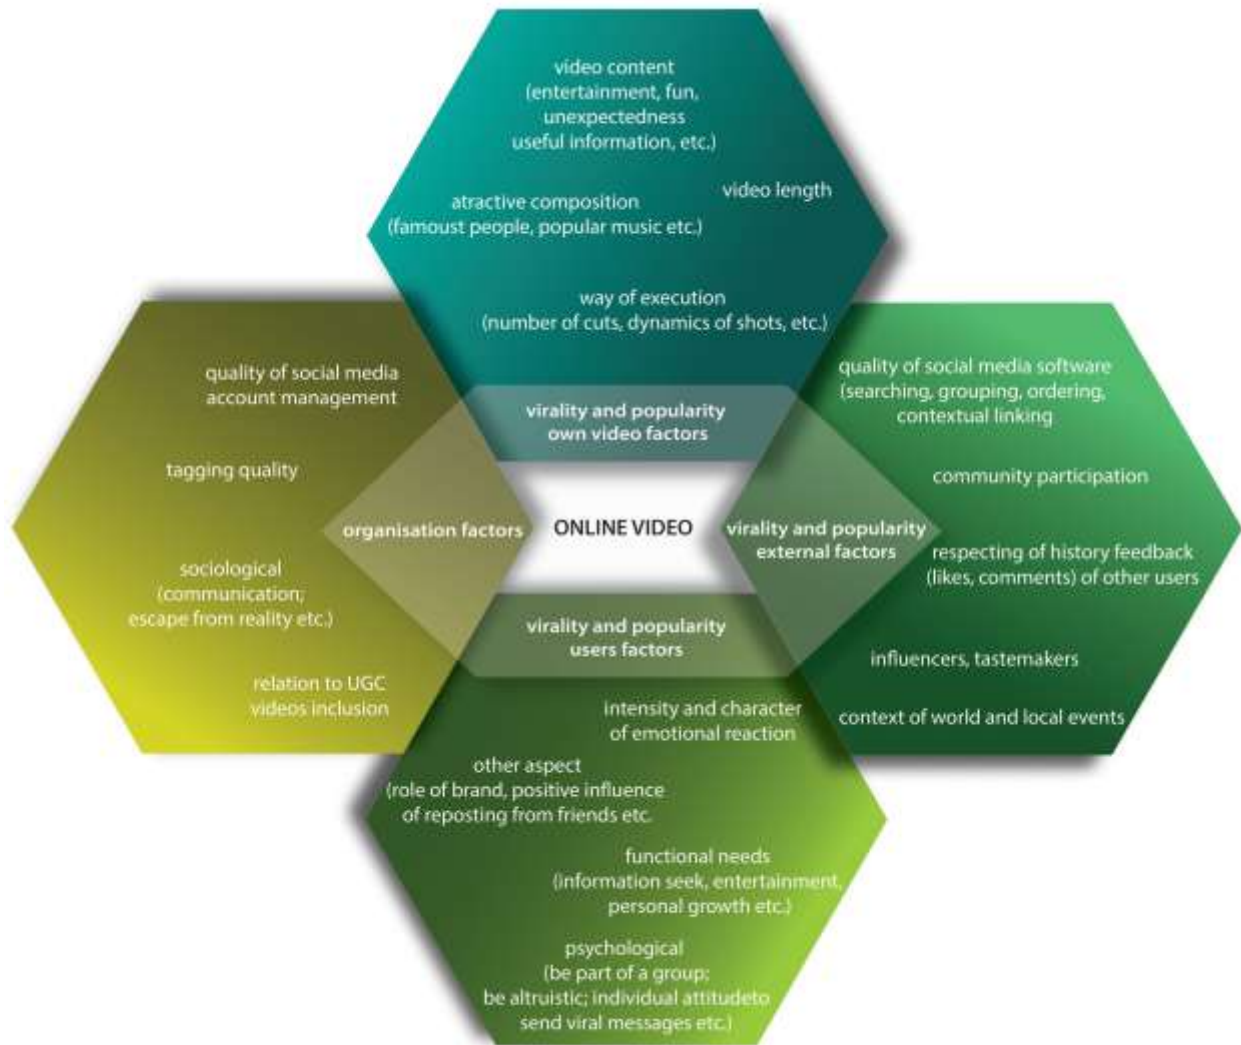 video content
(entertainment, fun,
unexpectedness
useful information, etc.)
video length
atractive composition
(famoust people, popular music etc.)
way of execution
(number of cuts, dynamics of shots, etc.)
virality and popularity
own video factors
quality of social media
account management
tagging quality
organisation factors
sociological
(communication;
escape from reality etc.)
relation to UGC
videos inclusion
ONLINE VIDEO
quality of social media software
(searching, grouping, ordering,
contextual linking
community participation
virality and popularity
external factors
respecting of history feedback
(likes, comments) of other users
influencers, tastemakers
context of world and local events
virality and popularity
users factors
intensity and character
of emotional reaction
other aspect
(role of brand, positive influence
of reposting from friends etc.
functional needs
(information seek, entertainment,
personal growth etc.)
psychological
(be part of a group;
be altruistic; individual attitudeto
send viral messages etc.)